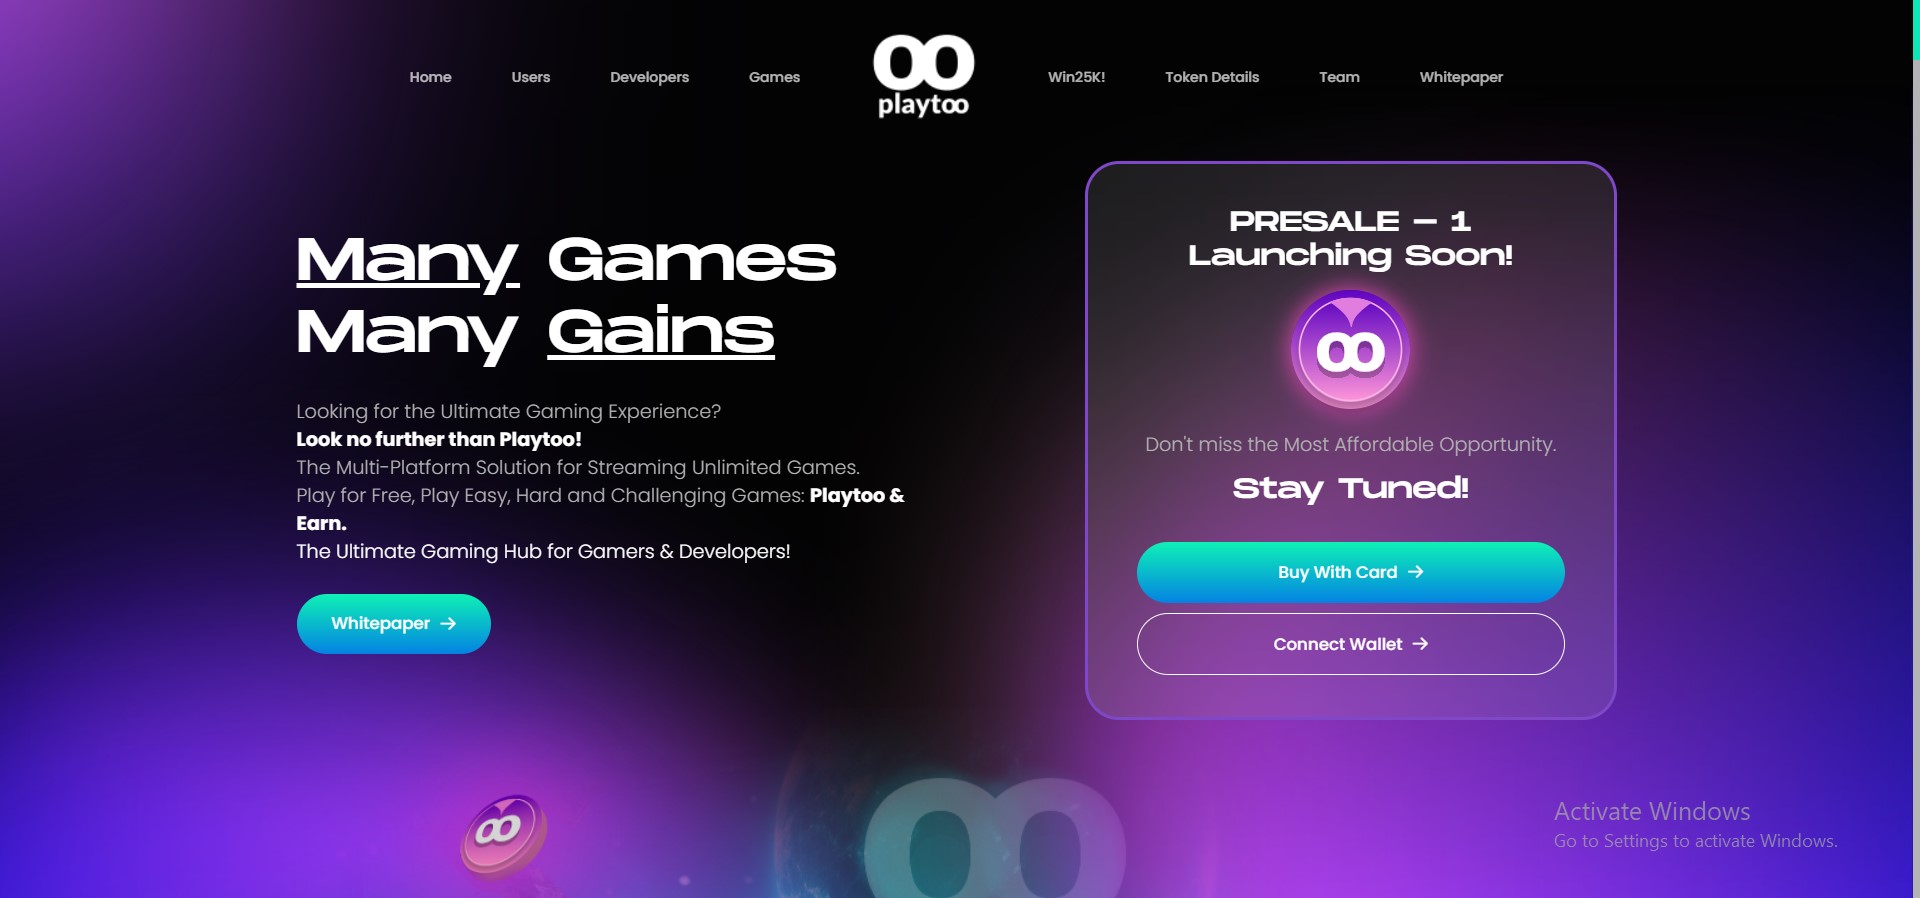 Home
Users
Developers
Games
playtoo
Win25K!
Token Details
Team
Whitepaper
Many Games
Many Gains
Looking for the Ultimate Gaming Experience?
Look no further than Playtoo!
The Multi-Platform Solution for Streaming Unlimited Games.
Play for Free, Play Easy, Hard and Challenging Games: Playtoo &
Earn.
The Ultimate Gaming Hub for Gamers & Developers!
Whitepaper →
PRESALE – 1
Launching Soon!
Don't miss the Most Affordable Opportunity.
Stay Tuned!
Buy With Card →
Connect Wallet →
Activate Windows
Go to Settings to activate Windows.